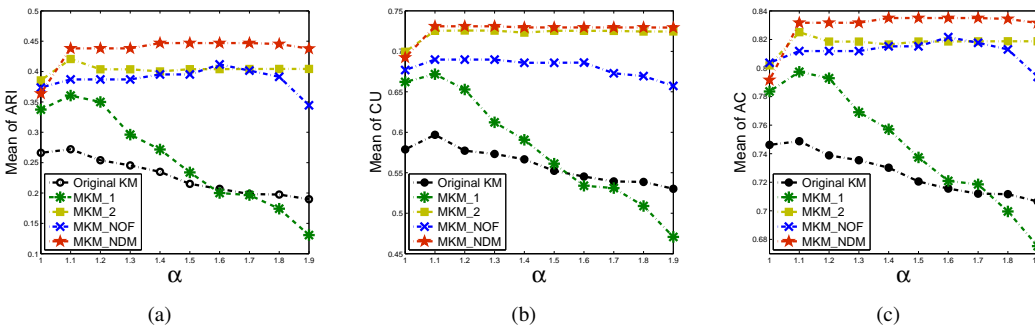 0.5
0.45
0.4
0.35
0.3
0.25
0.2
0.15
0.1
Mean of ARI
Original KM
MKM_1
MKM_2
MKM_NOF
MKM_NDM
1 1.1 1.2 1.3 1.4 1.5 1.6 1.7 1.8 1.9
α
(a)
0.75
0.7
0.65
0.6
0.55
0.5
0.45
Mean of CU
Original KM
MKM_1
MKM_2
MKM_NOF
MKM_NDM
1 1.1 1.2 1.3 1.4 1.5 1.6 1.7 1.8 1.9
α
(b)
0.84
0.82
0.8
0.78
0.76
0.74
0.72
0.7
0.68
Mean of AC
Original KM
MKM_1
MKM_2
MKM_NOF
MKM_NDM
1 1.1 1.2 1.3 1.4 1.5 1.6 1.7 1.8 1.9
α
(c)